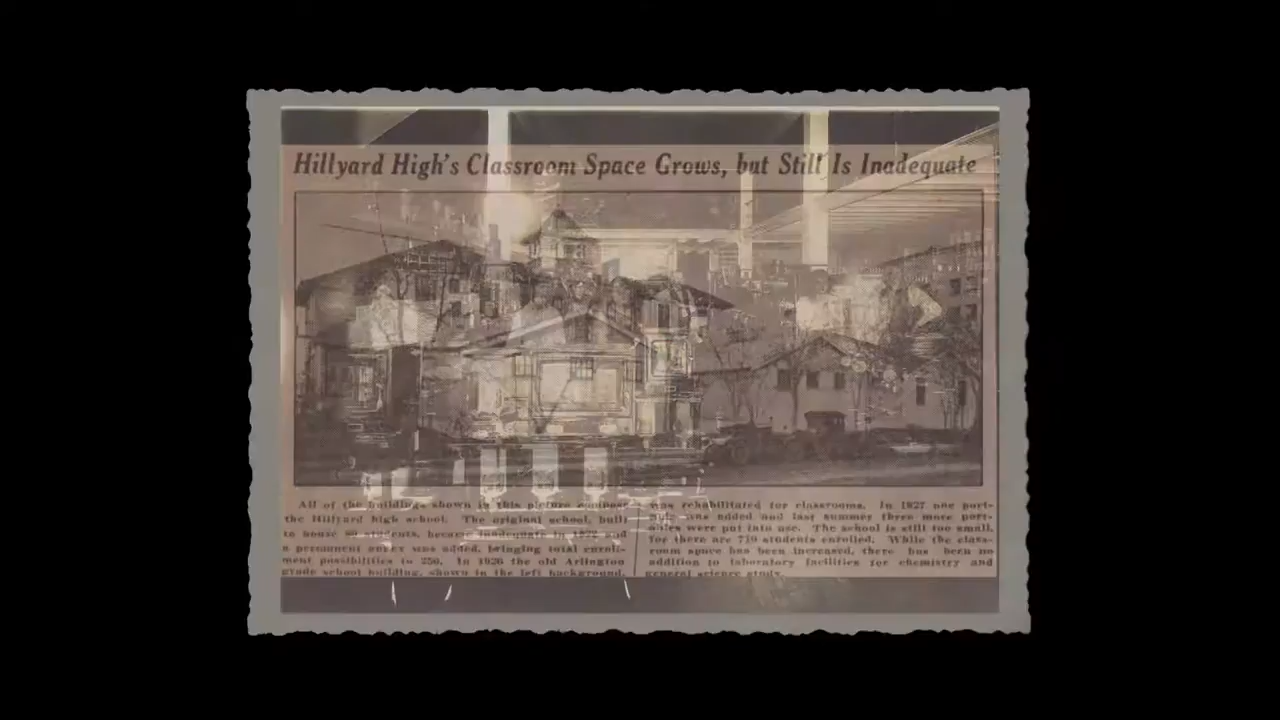 Hillyard High's Classroom Space Grows, but Still Is Inadequate
All of the buildings shown in this picture compose
the Hillyard high school. The original school, built
to house 80 students, became inadequate in and
a permanent annex was added, bringing total enroll-
ment possibilities to 250. In 1926 the old Arlington
grade school building, shown in the left background,
was rehabilitated for classrooms. In 1927 one port-
able was added and last summer three more port-
ables were put into use. The school is still too small,
for there are students enrolled. While the class-
room space has been increased, there has been no
addition to laboratory facilities for chemistry and
general science study.